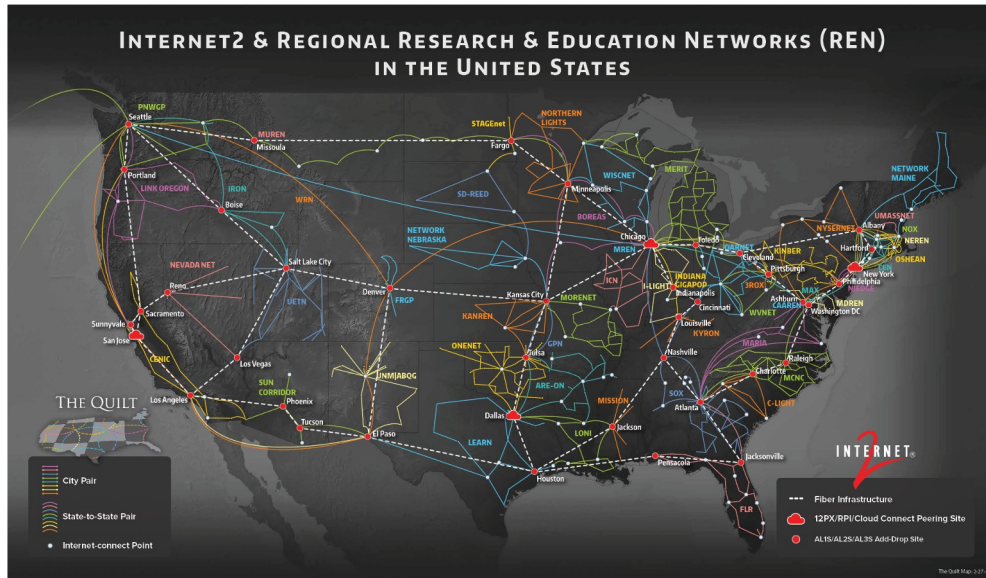 INTERNET2 & REGIONAL RESEARCH & EDUCATION NETWORKS (REN)
IN THE UNITED STATES
PNWGP
Seattle
MUREN
Missoula
STAGEnet
Fargo
NORTHERN
LIGHTS
Portland
LINK OREGON
IRON
Boise
WRN
SD-REED
Minneapolis
WISCNET
MERIT
NETWORK
MAINE
BOREAS
NETWORK
NEBRASKA
Chicago
MREN
Toledo
OARNET
Cleveland
KINBER
NYSERNET
Albany
UMASSNET
NOX
Hartford
NEREN
OSHEAN
CEN
New York
Philadelphia
Pittsburgh
NEVADA NET
Salt Lake City
Reno
UETN
Denver
FRGP
Kansas City
MORENET
ICN
I-LIGHT
INDIANA
GIGAPOP
Indianapolis
Cincinnati
3ROX
WVNET
Ashburn
MAX
CAAREN
MDREN
Washington DC
Sacramento
Sunnyvale
San Jose
CENIC
Los Vegas
KANREN
Louisville
KYRON
GPN
ONENET
Tulsa
ARE-ON
Nashville
MARIA
Raleigh
Charlotte
MCNC
C-LIGHT
SOX
Atlanta
UNM|ABQG
SUN
CORRIDOR
Los Angeles
Phoenix
Tucson
El Paso
Dallas
MISSION
Jackson
LONI
LEARN
Houston
Pensacola
Jacksonville
FLR
THE QUILT
City Pair
State-to-State Pair
Internet-connect Point
INTERNET
2
®
Fiber Infrastructure
12PX/RPI/Cloud Connect Peering Site
AL1S/AL2S/AL3S Add-Drop Site